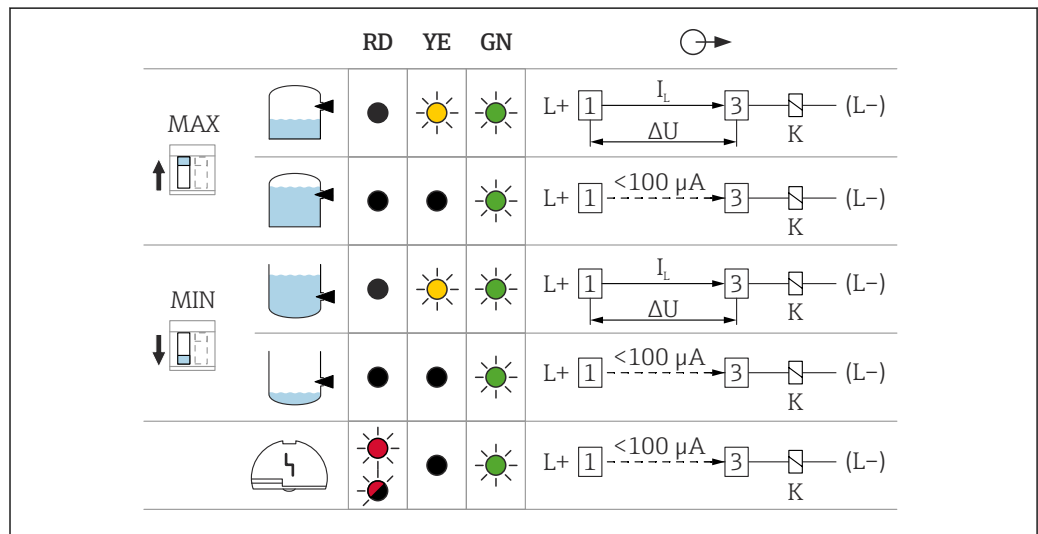 RD YE GN
MAX
L+ 1 I_L 3 (L–)
ΔU K
L+ 1 <100 μA 3 (L–)
K
MIN
L+ 1 I_L 3 (L–)
ΔU K
L+ 1 <100 μA 3 (L–)
K
L+ 1 <100 μA 3 (L–)
K